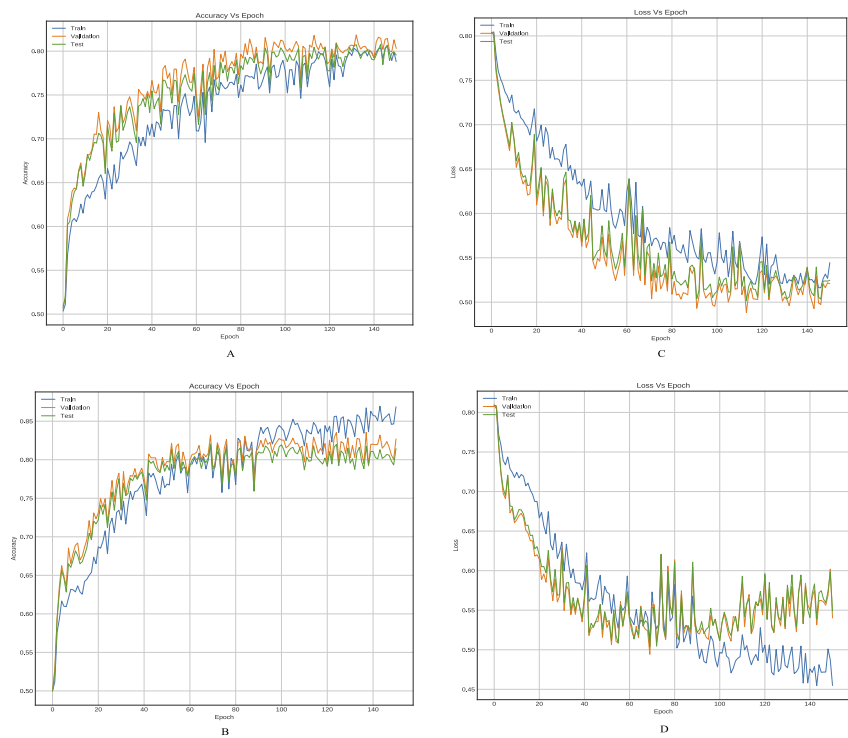 Accuracy Vs Epoch
Train
Validation
Test
0.80
0.75
0.70
0.65
0.60
0.55
0.50
Accuracy
0 20 40 60 80 100 120 140
Epoch
A
Loss Vs Epoch
Train
Validation
Test
0.80
0.75
0.70
0.65
0.60
0.55
0.50
Loss
0 20 40 60 80 100 120 140
Epoch
C
Accuracy Vs Epoch
Train
Validation
Test
0.85
0.80
0.75
0.70
0.65
0.60
0.55
0.50
Accuracy
0 20 40 60 80 100 120 140
Epoch
B
Loss Vs Epoch
Train
Validation
Test
0.80
0.75
0.70
0.65
0.60
0.55
0.50
0.45
Loss
0 20 40 60 80 100 120 140
Epoch
D